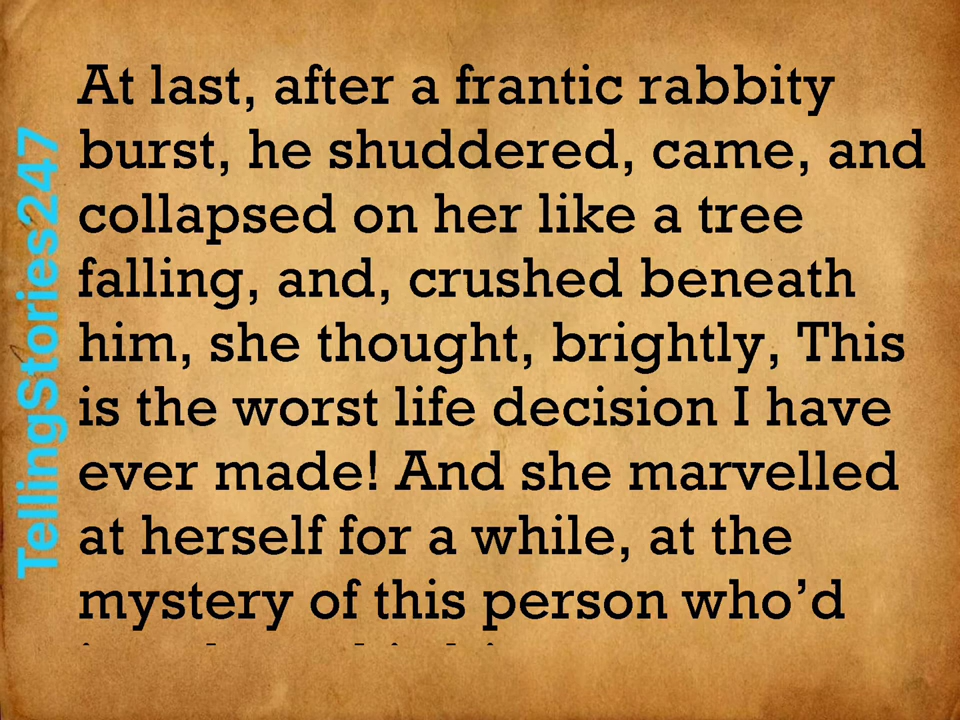 TellingStories247
At last, after a frantic rabbity
burst, he shuddered, came, and
collapsed on her like a tree
falling, and, crushed beneath
him, she thought, brightly, This
is the worst life decision I have
ever made! And she marvelled
at herself for a while, at the
mystery of this person who’d